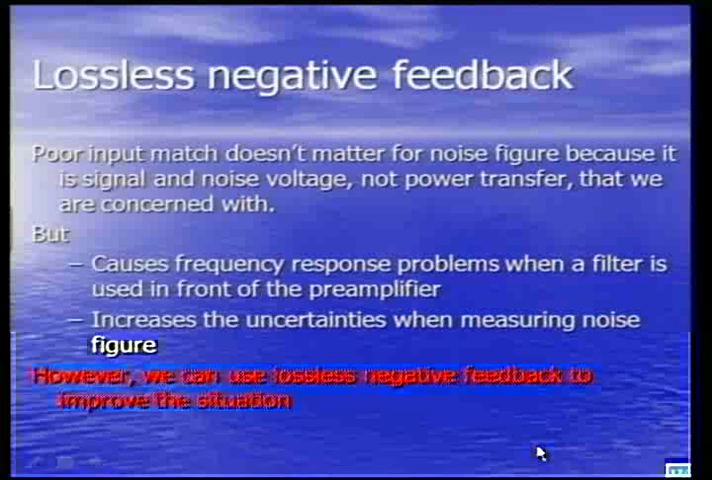 Lossless negative feedback
Poor input match doesn't matter for noise figure because it
is signal and noise voltage, not power transfer, that we
are concerned with.
But
– Causes frequency response problems when a filter is
used in front of the preamplifier
– Increases the uncertainties when measuring noise
figure
However, we can use lossless negative feedback to
improve the situation